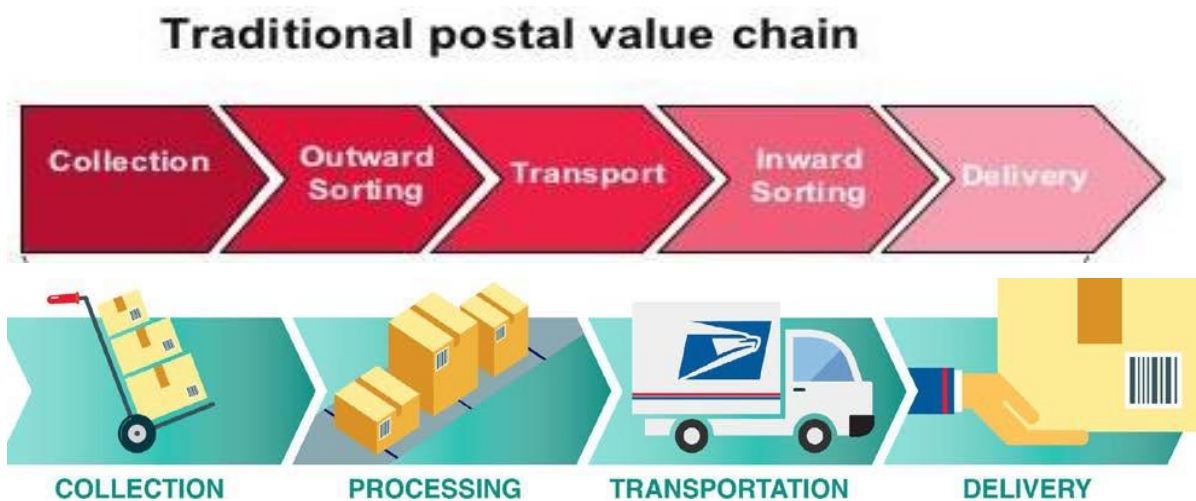 Traditional postal value chain
Collection
Outward
Sorting
Transport
Inward
Sorting
Delivery
COLLECTION
PROCESSING
TRANSPORTATION
DELIVERY